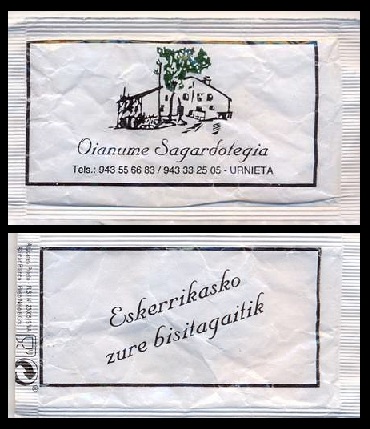 Oianume Sagardotegia
Tels.: 943 55 66 83 / 943 33 25 05 - URNIETA
Eskerrikasko
zure bisitagaitik